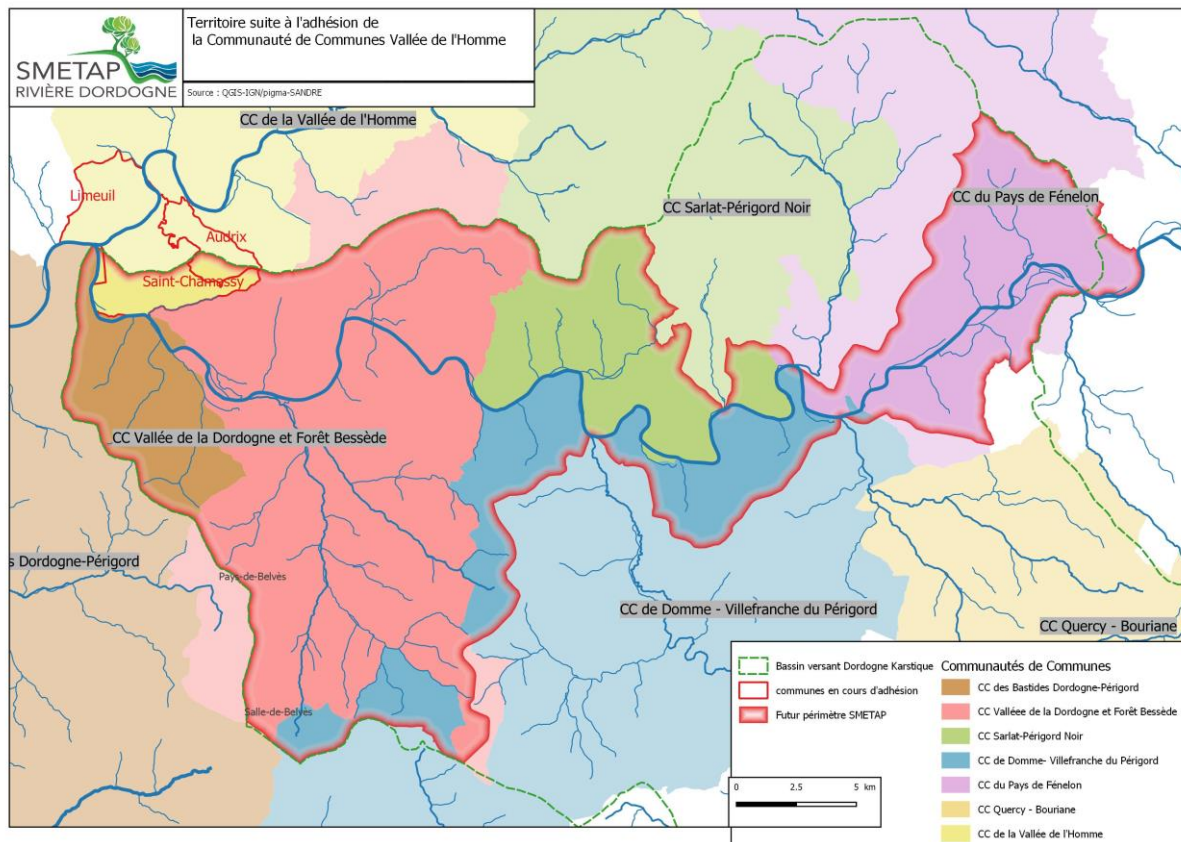 SMETAP
RIVIÈRE DORDOGNE
Territoire suite à l'adhésion de
la Communauté de Communes Vallée de l'Homme
Source : QGIS-IGN/pigma-SANDRE
CC de la Vallée de l'Homme
Limeuil
CC du Pays de Fénelon
CC Sarlat-Périgord Noir
Audrix
Saint-Chamassy
CC Vallée de la Dordogne et Forêt Bessède
s Dordogne-Périgord
Pays-de-Belvès
CC de Domme - Villefranche du Périgord
CC Quercy - Bouriane
Salle-de-Belvès
Bassin versant Dordogne Karstique
communes en cours d'adhésion
Futur périmètre SMETAP
0 2.5 5 km
Communautés de Communes
CC des Bastides Dordogne-Périgord
CC Valléee de la Dordogne et Forêt Bessède
CC Sarlat-Périgord Noir
CC de Domme- Villefranche du Périgord
CC du Pays de Fénelon
CC Quercy - Bouriane
CC de la Vallée de l'Homme